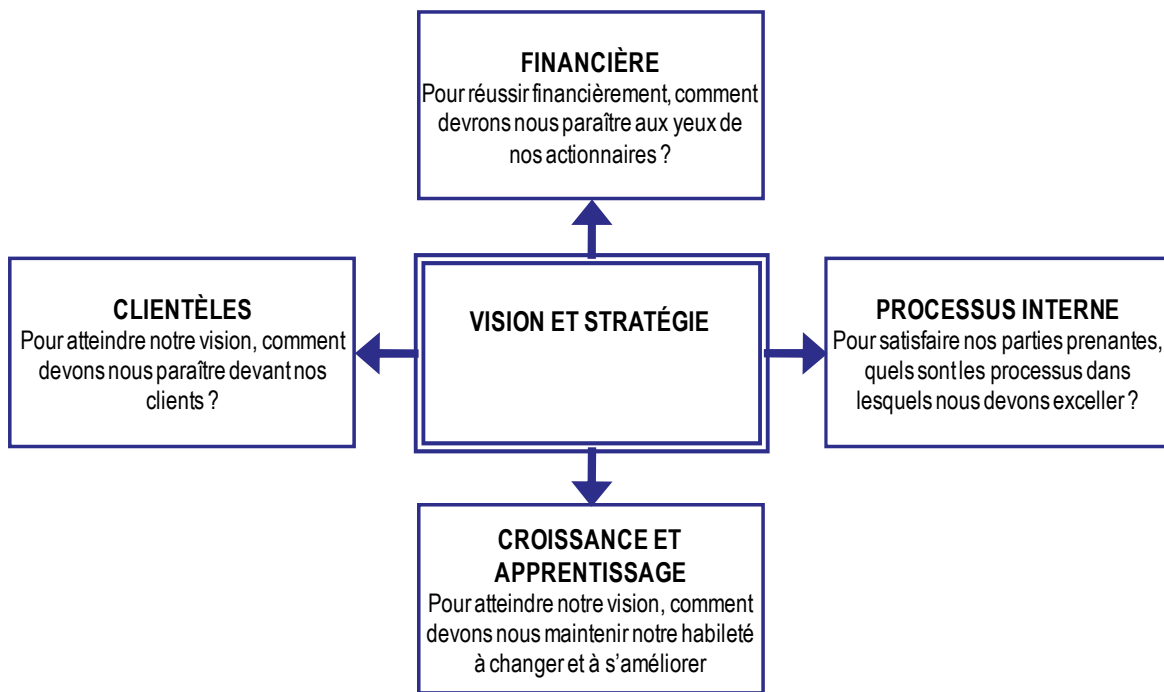 FINANCIÈRE
Pour réussir financièrement, comment
devrons nous paraître aux yeux de
nos actionnaires ?
CLIENTÈLES
Pour atteindre notre vision, comment
devons nous paraître devant nos
clients ?
VISION ET STRATÉGIE
PROCESSUS INTERNE
Pour satisfaire nos parties prenantes,
quels sont les processus dans
lesquels nous devons exceller ?
CROISSANCE ET
APPRENTISSAGE
Pour atteindre notre vision, comment
devons nous maintenir notre habileté
à changer et à s’améliorer